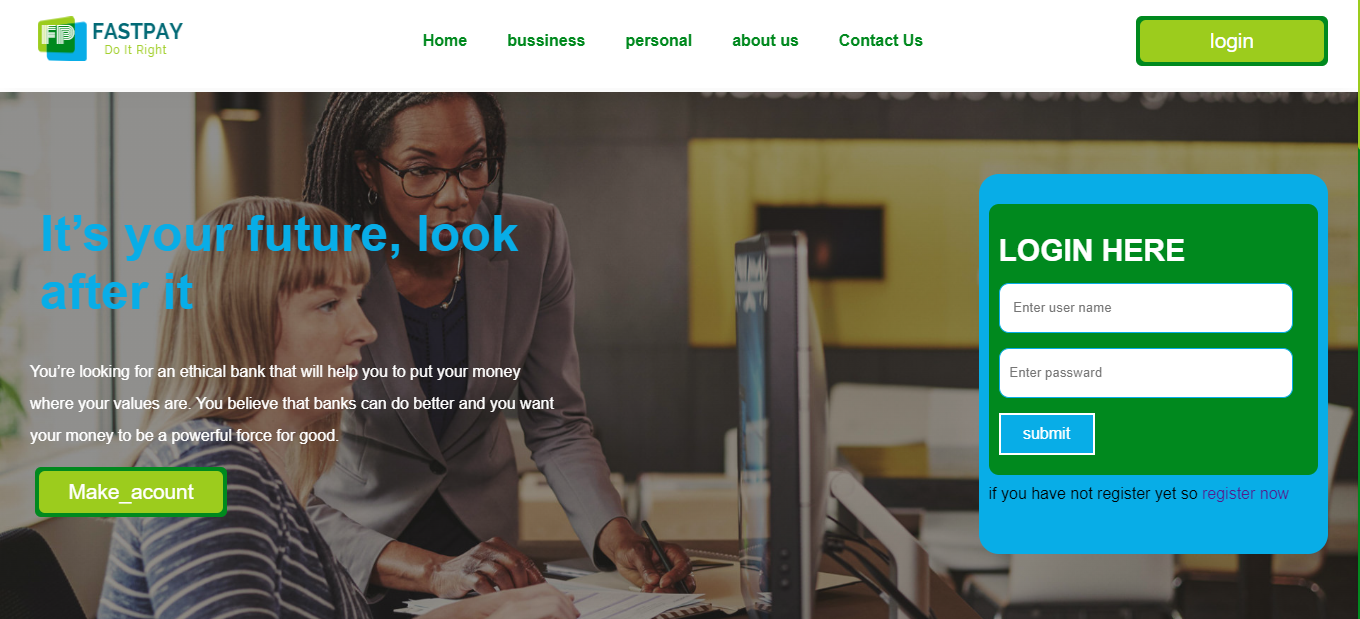 FP FASTPAY
Do It Right
Home bussiness personal about us Contact Us
login
It's your future, look
after it
You're looking for an ethical bank that will help you to put your money
where your values are. You believe that banks can do better and you want
your money to be a powerful force for good.
Make_acount
LOGIN HERE
Enter user name
Enter passward
submit
if you have not register yet so register now